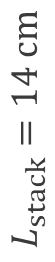 L_stack = 14 cm